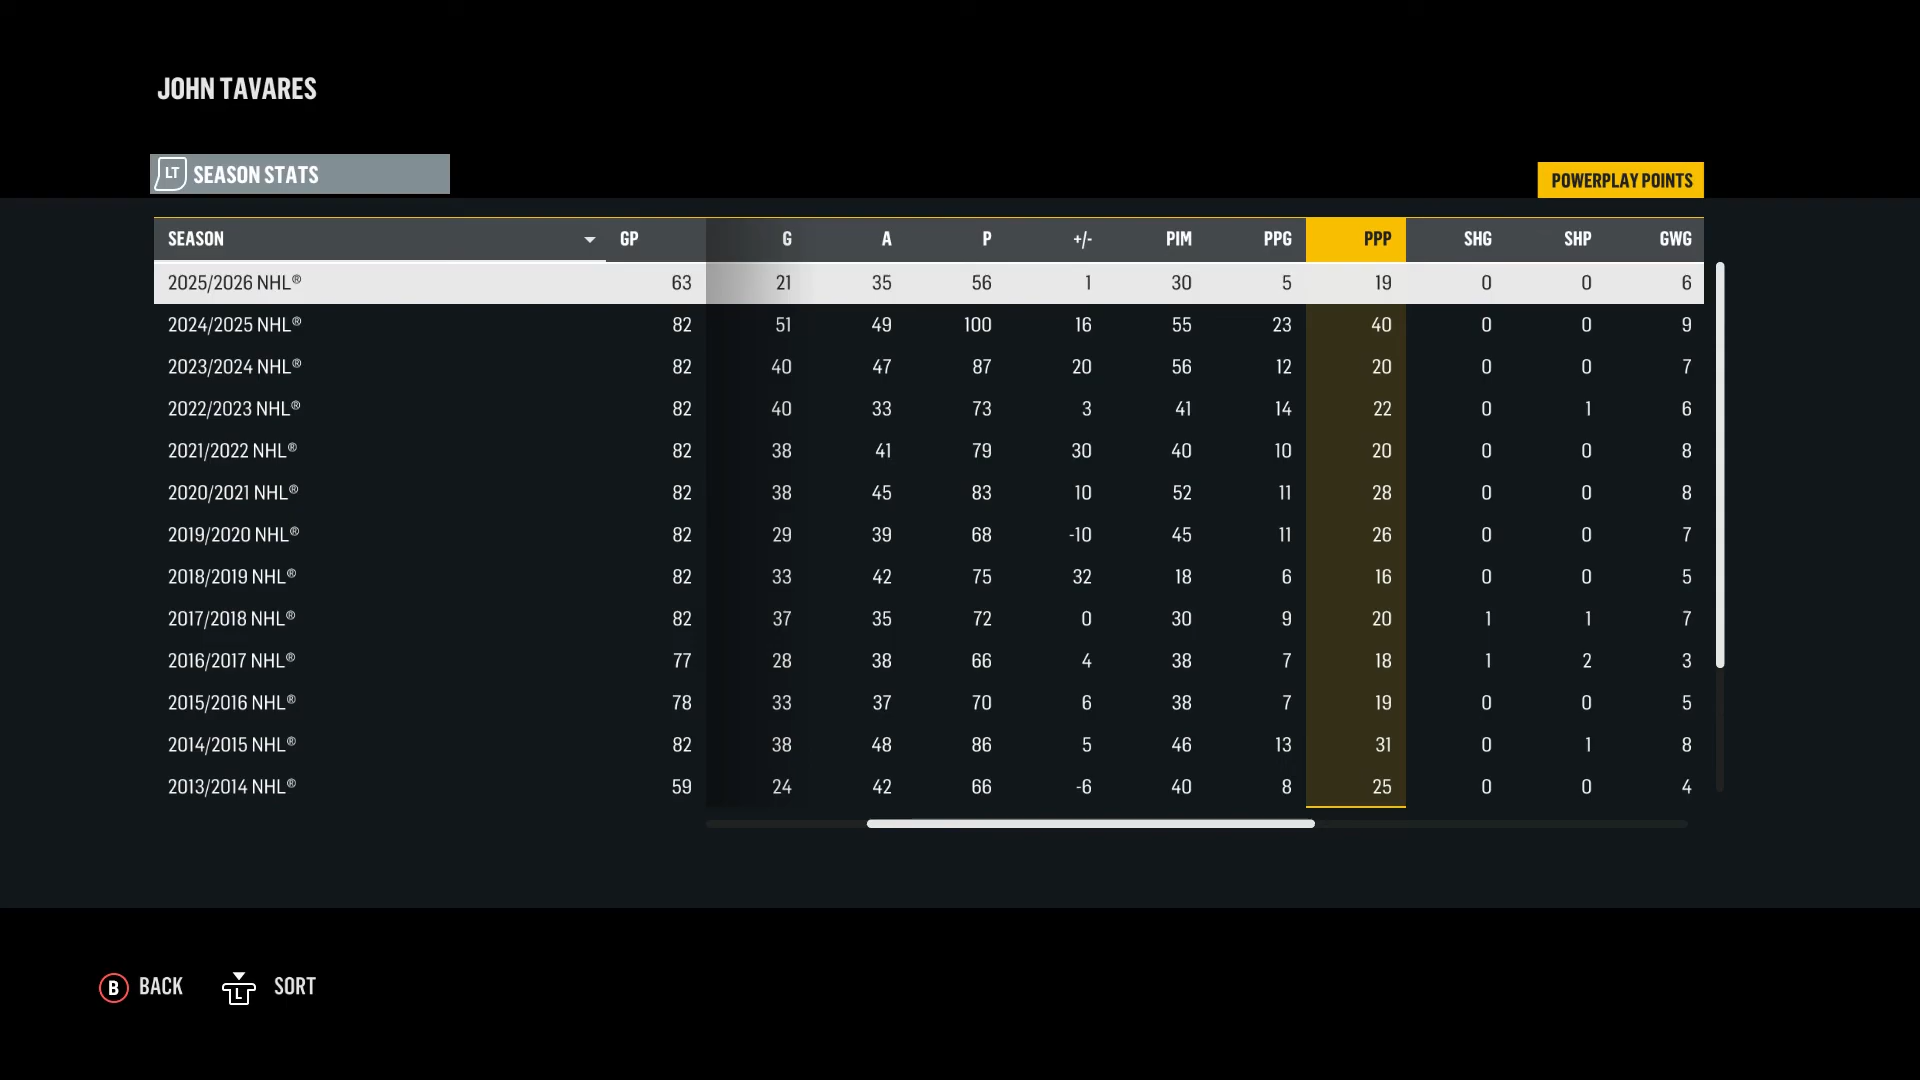 JOHN TAVARES
LT SEASON STATS
POWERPLAY POINTS
SEASON GP G A P +/- PIM PPG PPP SHG SHP GWG
2025/2026 NHL® 63 21 35 56 1 30 5 19 0 0 6
2024/2025 NHL® 82 51 49 100 16 55 23 40 0 0 9
2023/2024 NHL® 82 40 47 87 20 56 12 20 0 0 7
2022/2023 NHL® 82 40 33 73 3 41 14 22 0 1 6
2021/2022 NHL® 82 38 41 79 30 40 10 20 0 0 8
2020/2021 NHL® 82 38 45 83 10 52 11 28 0 0 8
2019/2020 NHL® 82 29 39 68 -10 45 11 26 0 0 7
2018/2019 NHL® 82 33 42 75 32 18 6 16 0 0 5
2017/2018 NHL® 82 37 35 72 0 30 9 20 1 1 7
2016/2017 NHL® 77 28 38 66 4 38 7 18 1 2 3
2015/2016 NHL® 78 33 37 70 6 38 7 19 0 0 5
2014/2015 NHL® 82 38 48 86 5 46 13 31 0 1 8
2013/2014 NHL® 59 24 42 66 -6 40 8 25 0 0 4
B BACK L SORT